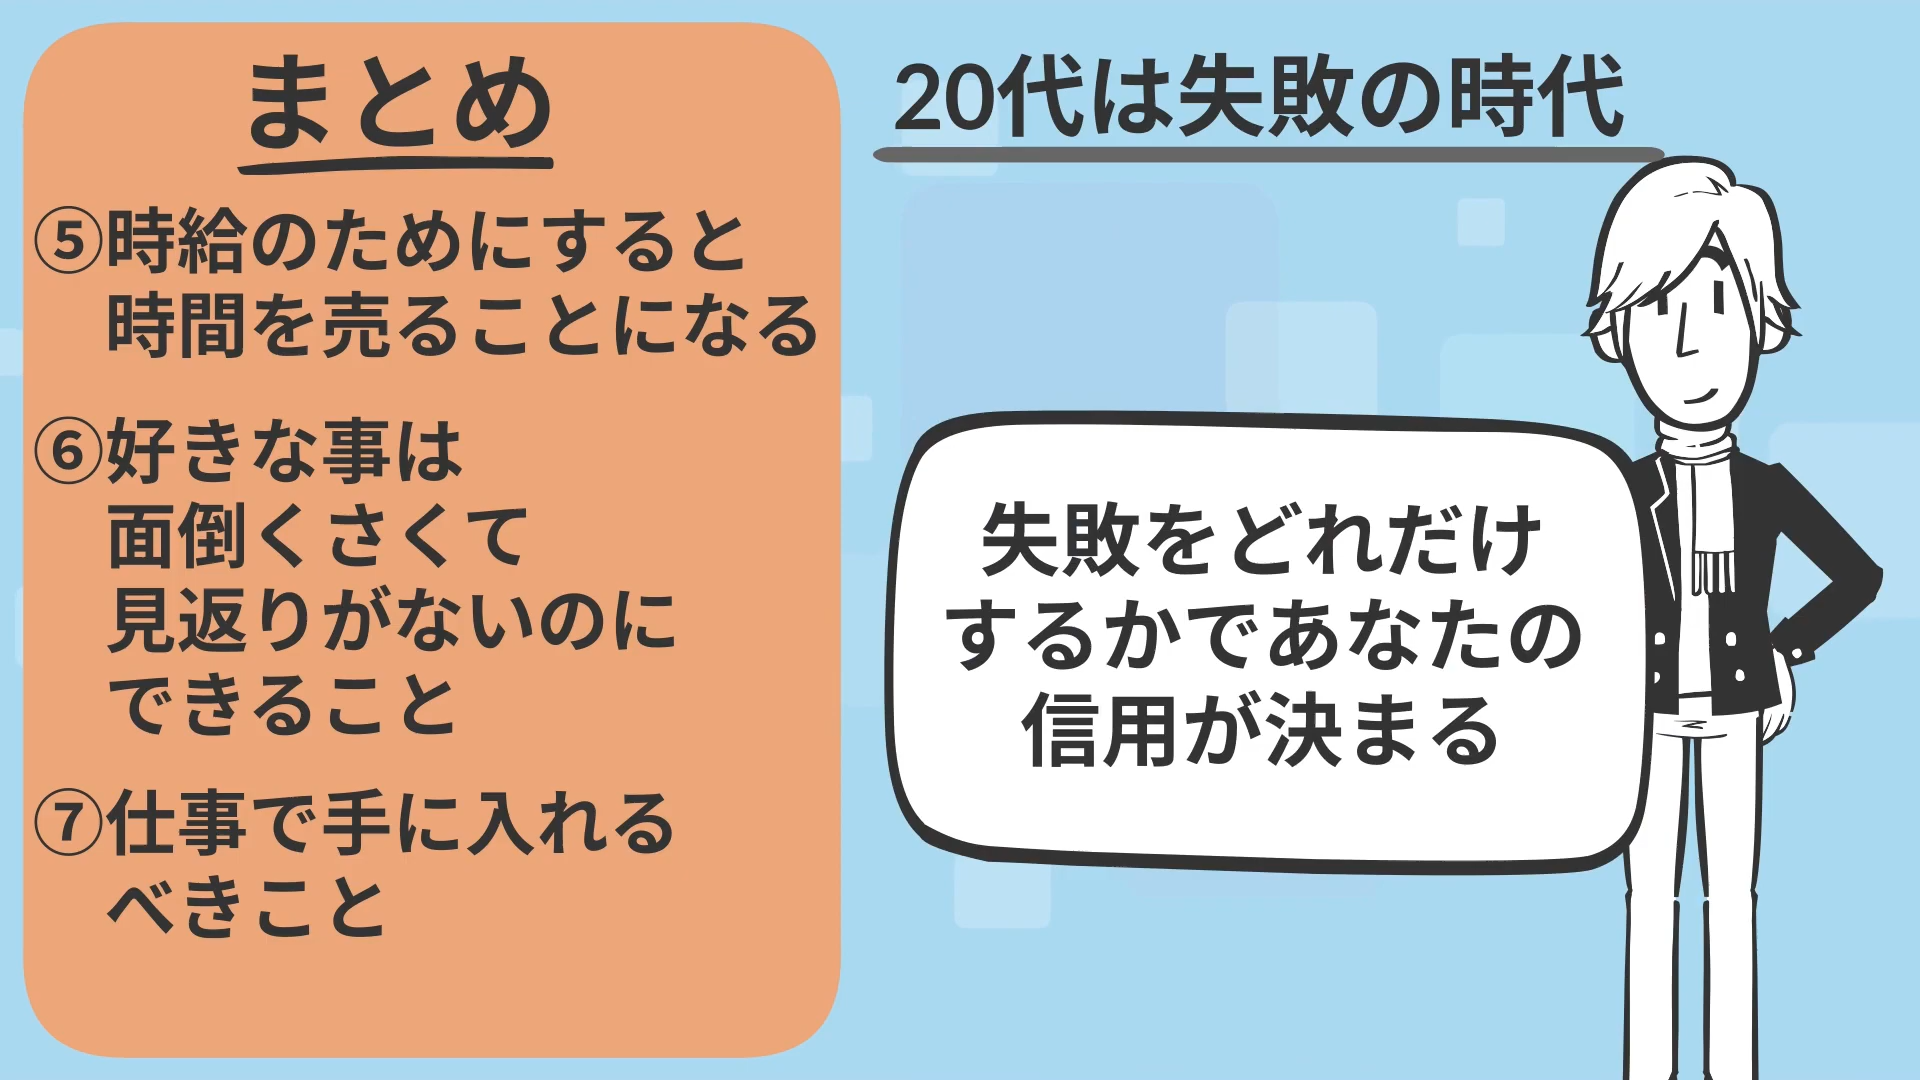 まとめ
⑤時給のためにすると
時間を売ることになる
⑥好きな事は
面倒くさくて
見返りがないのに
できること
⑦仕事で手に入れる
べきこと
20代は失敗の時代
失敗をどれだけ
するかであなたの
信用が決まる